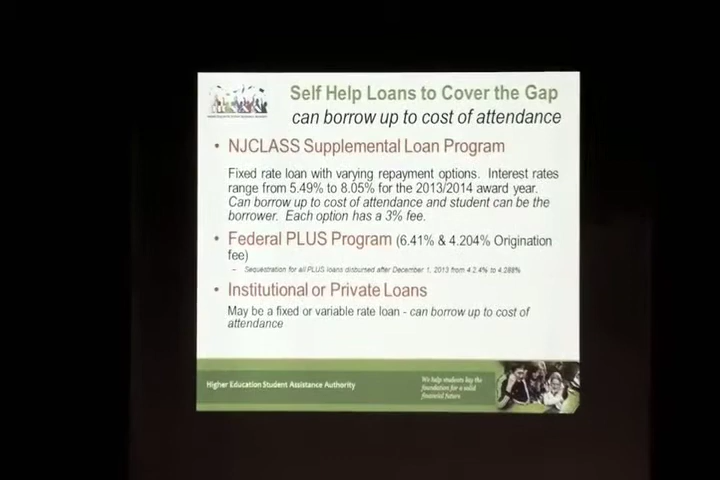 Self Help Loans to Cover the Gap
can borrow up to cost of attendance
• NJCLASS Supplemental Loan Program
Fixed rate loan with varying repayment options. Interest rates
range from 5.49% to 8.05% for the 2013/2014 award year.
Can borrow up to cost of attendance and student can be the
borrower. Each option has a 3% fee.
• Federal PLUS Program (6.41% & 4.204% Origination
fee)
– Sequestration for all PLUS loans disbursed after December 1, 2013 from 4.2.4% to 4.288%
• Institutional or Private Loans
May be a fixed or variable rate loan - can borrow up to cost of
attendance
Higher Education Student Assistance Authority
We help students lay the
foundation for a solid
financial future